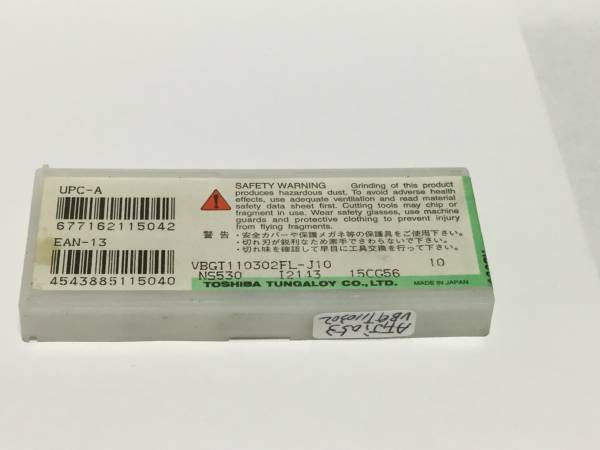 UPC-A
677162115042
EAN-13
4543885115040
SAFETY WARNING Grinding of this product
produces hazardous dust. To avoid adverse health
effects, use adequate ventilation and read material
safety data sheet first. Cutting tools may chip or
fragment in use. Wear safety glasses, use machine
guards and protective clothing to prevent injury
from flying fragments.
警告・安全カバーや保護メガネ等の保護具をご使用下さい。
・切れ刃が鋭利なため素手でさわらないで下さい。
・切れ味を確認して早目に工具交換を行って下さい。
VBGT110302FL-J10 10
NS530 I2143 15CG56
TOSHIBA TUNGALOY CO., LTD. MADE IN JAPAN
VBGT110302